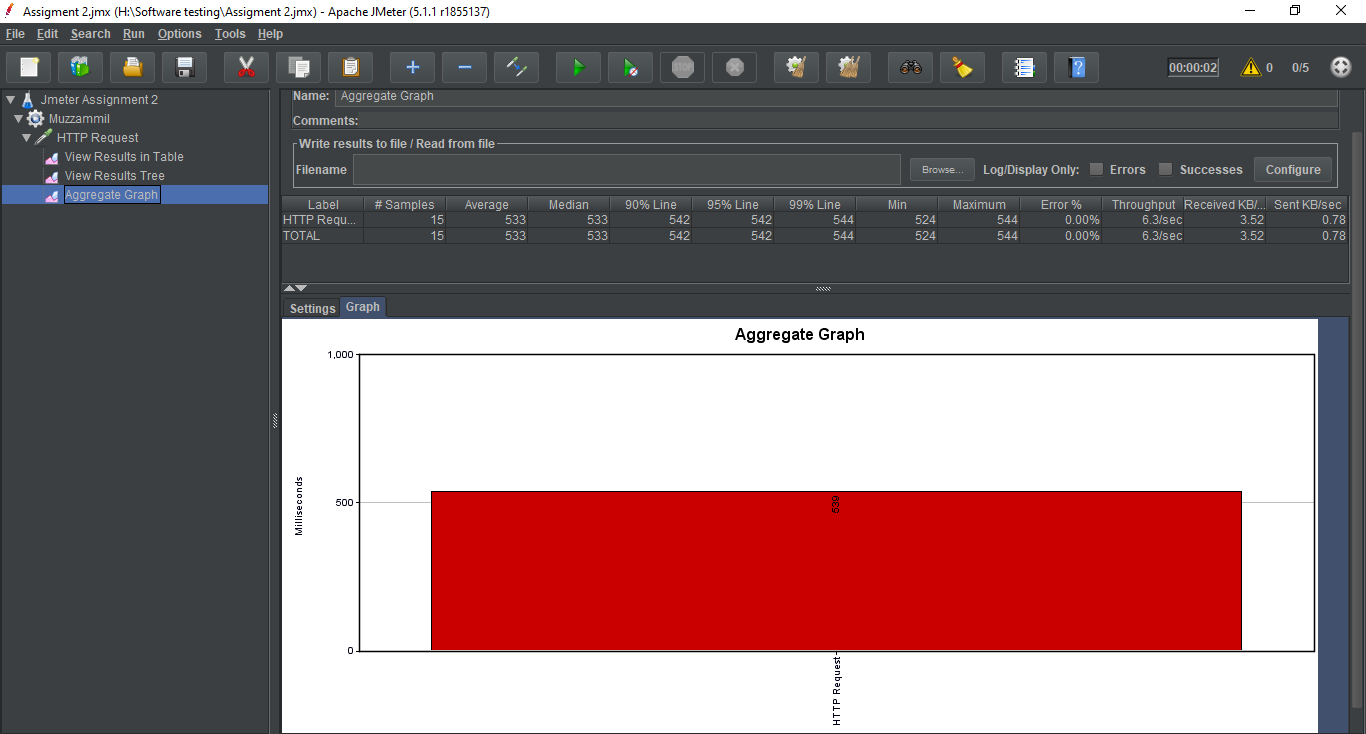 Assigment 2.jmx (H:\Software testing\Assigment 2.jmx) - Apache JMeter (5.1.1 r1855137)
File Edit Search Run Options Tools Help
STOP 00:00:02 0 0/5
Jmeter Assignment 2
Muzzammil
HTTP Request
View Results in Table
View Results Tree
Aggregate Graph
Name: Aggregate Graph
Comments:
Write results to file / Read from file
Filename Browse... Log/Display Only: Errors Successes Configure
Label # Samples Average Median 90% Line 95% Line 99% Line Min Maximum Error % Throughput Received KB/... Sent KB/sec
HTTP Requ... 15 533 533 542 542 544 524 544 0.00% 6.3/sec 3.52 0.78
TOTAL 15 533 533 542 542 544 524 544 0.00% 6.3/sec 3.52 0.78
Settings Graph
Aggregate Graph
1,000
500
0
Milliseconds
539
HTTP Request